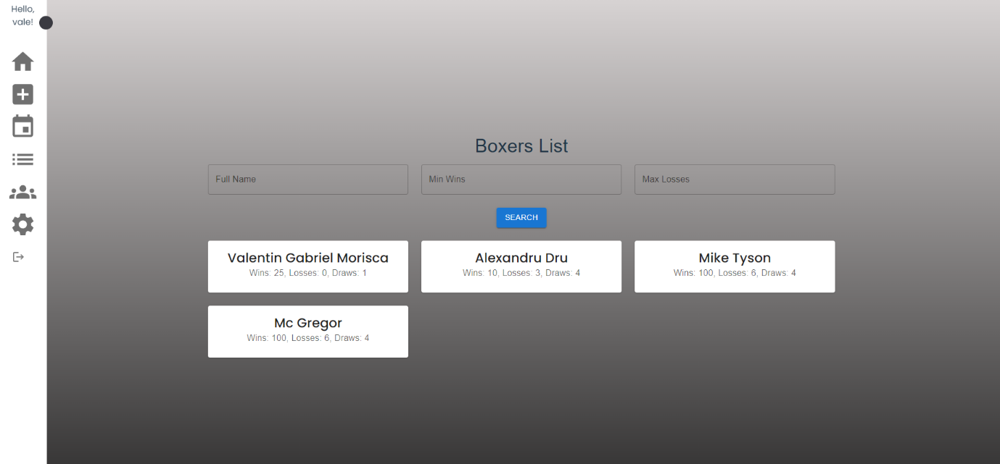 Hello,
vale!
Boxers List
Full Name
Min Wins
Max Losses
SEARCH
Valentin Gabriel Morisca
Wins: 25, Losses: 0, Draws: 1
Alexandru Dru
Wins: 10, Losses: 3, Draws: 4
Mike Tyson
Wins: 100, Losses: 6, Draws: 4
Mc Gregor
Wins: 100, Losses: 6, Draws: 4